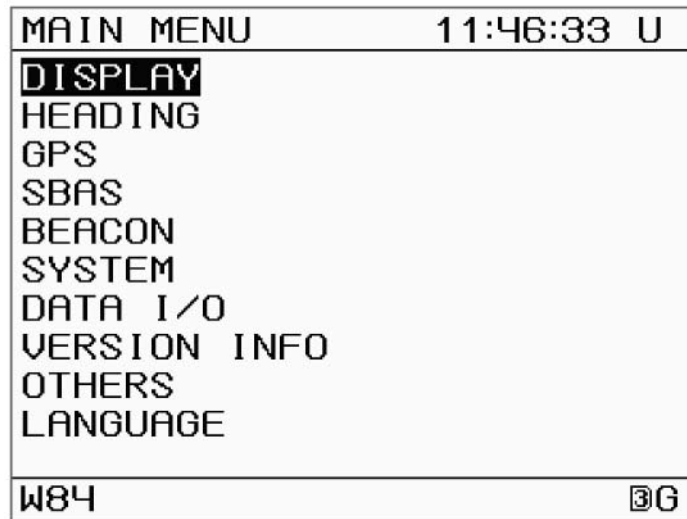 MAIN MENU 11:46:33 U
DISPLAY
HEADING
GPS
SBAS
BEACON
SYSTEM
DATA I/O
VERSION INFO
OTHERS
LANGUAGE
W84 3G